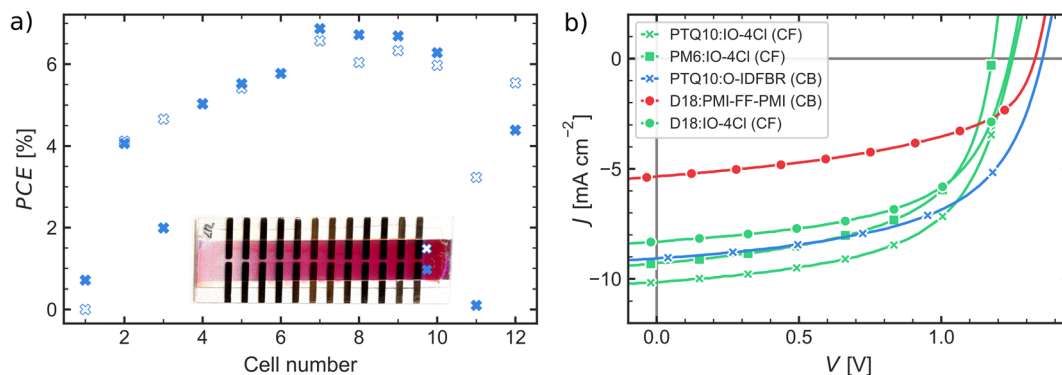 a)
PCE [%]
6
4
2
0
2
4
6
8
10
12
Cell number
b)
PTQ10:IO-4Cl (CF)
PM6:IO-4Cl (CF)
PTQ10:O-IDFBR (CB)
D18:PMI-FF-PMI (CB)
D18:IO-4Cl (CF)
J [mA cm⁻²]
0
−5
−10
0.0
0.5
1.0
V [V]